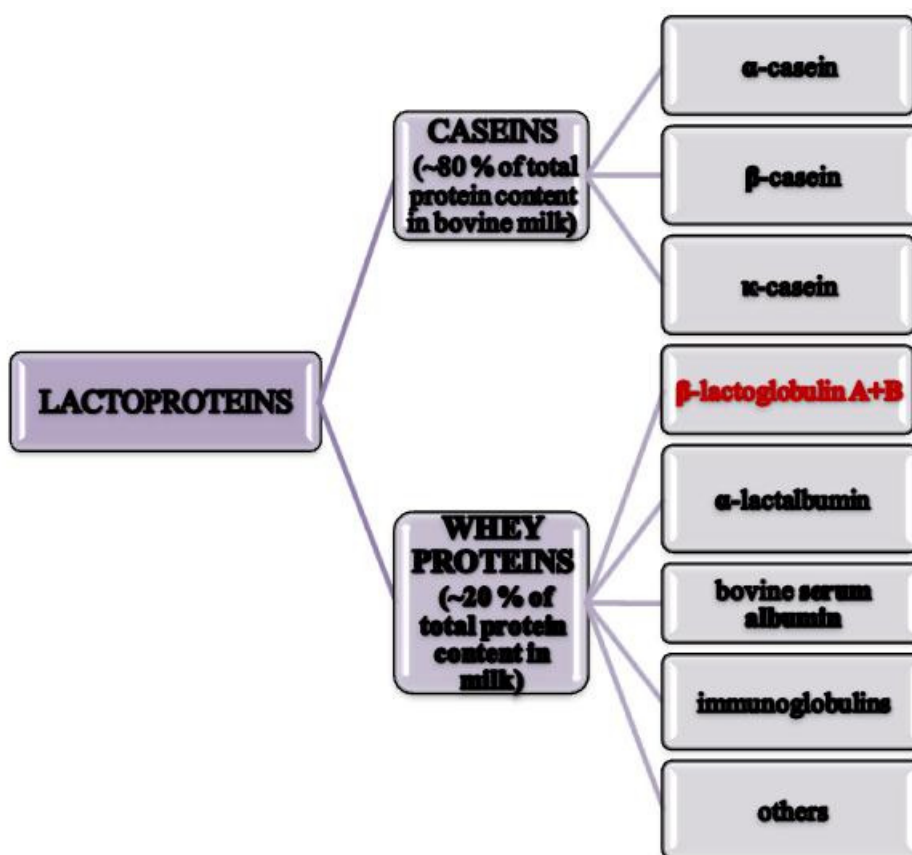 LACTOPROTEINS
CASEINS
(~80 % of total
protein content
in bovine milk)
α-casein
β-casein
κ-casein
WHEY
PROTEINS
(~20 % of
total protein
content in
milk)
β-lactoglobulin A+B
α-lactalbumin
bovine serum
albumin
immunoglobulins
others